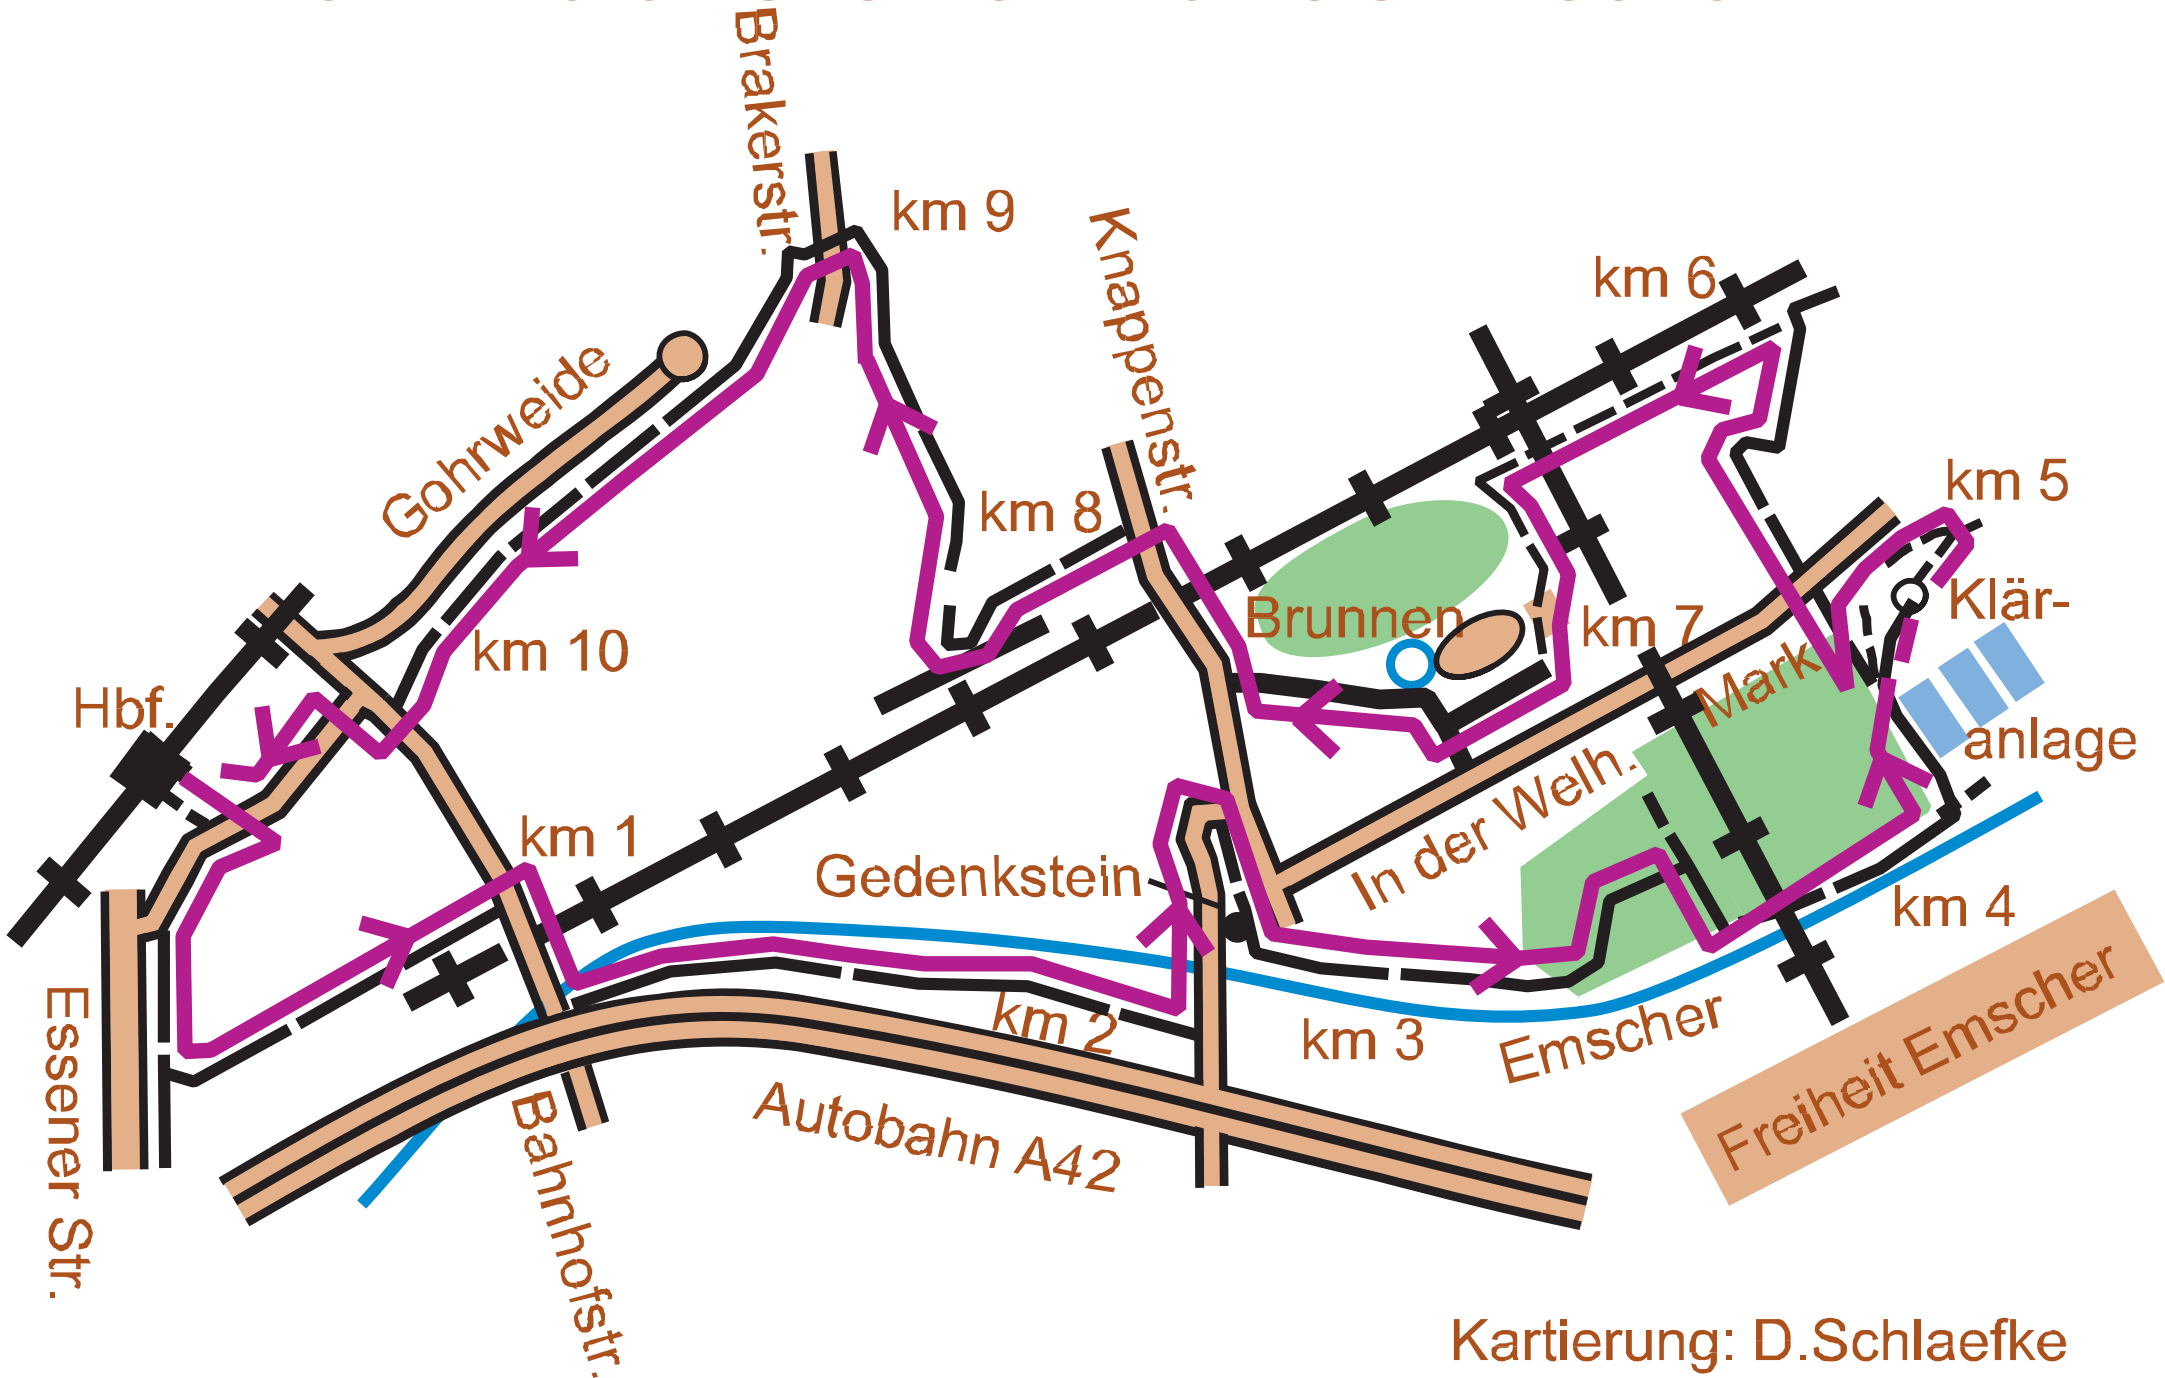 Brakerstr.
km 9
Knappenstr.
km 6
Gohrweide
km 8
km 5
Brunnen
km 7
Klär-
km 10
Mark
Hbf.
anlage
In der Welh.
km 1
Gedenkstein
km 4
km 2
km 3
Emscher
Freiheit Emscher
Essener Str.
Bahnhofstr.
Autobahn A42
Kartierung: D.Schlaefke